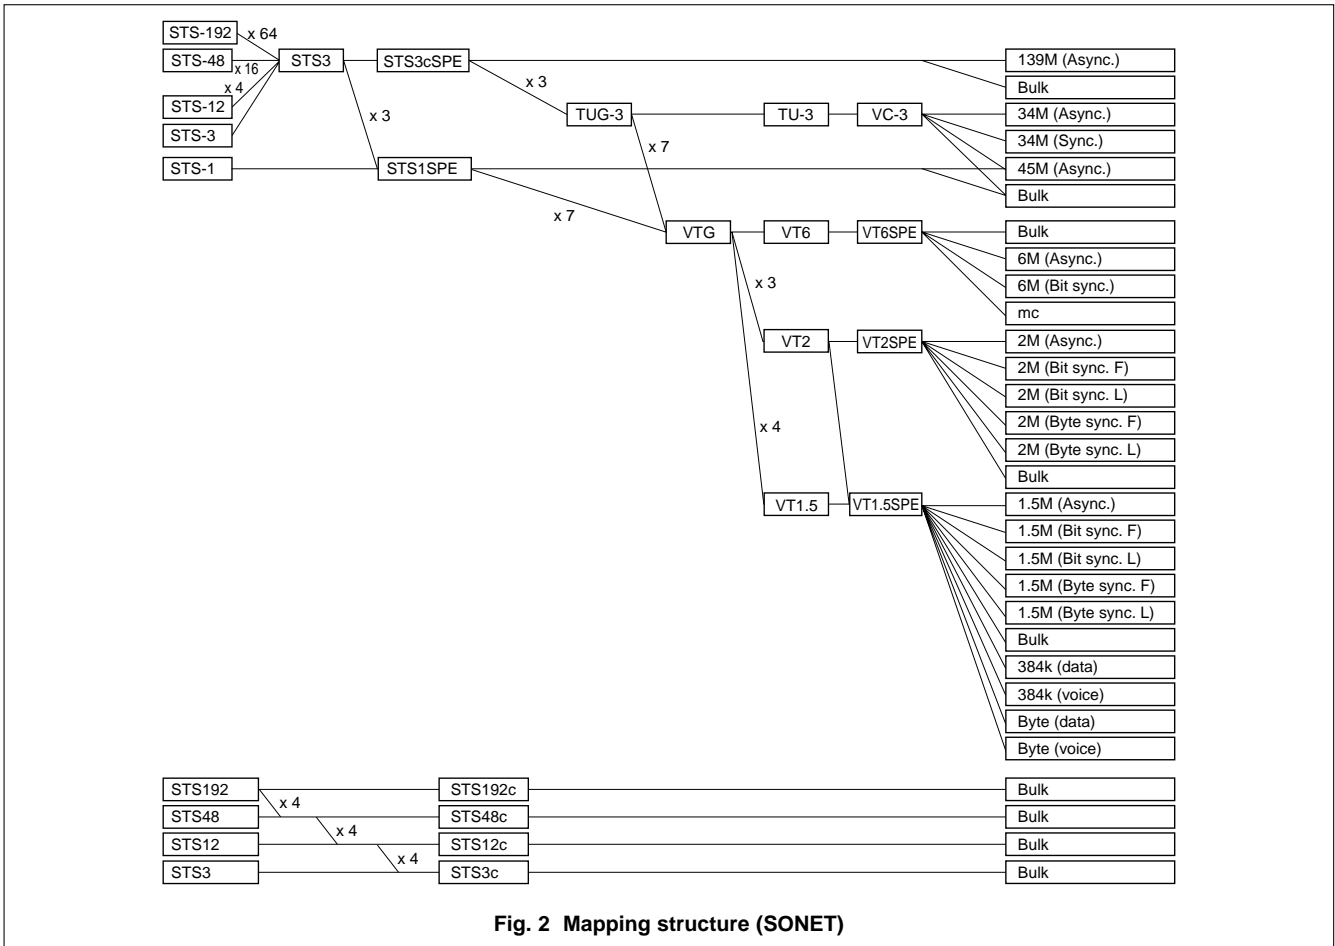 STS-192
x 64
STS-48
x 16
STS3
STS3cSPE
139M (Async.)
x 4
x 3
Bulk
STS-12
TUG-3
TU-3
VC-3
34M (Async.)
STS-3
x 3
34M (Sync.)
x 7
STS-1
STS1SPE
45M (Async.)
Bulk
x 7
VTG
VT6
VT6SPE
Bulk
6M (Async.)
x 3
6M (Bit sync.)
mc
VT2
VT2SPE
2M (Async.)
2M (Bit sync. F)
2M (Bit sync. L)
x 4
2M (Byte sync. F)
2M (Byte sync. L)
Bulk
VT1.5
VT1.5SPE
1.5M (Async.)
1.5M (Bit sync. F)
1.5M (Bit sync. L)
1.5M (Byte sync. F)
1.5M (Byte sync. L)
Bulk
384k (data)
384k (voice)
Byte (data)
Byte (voice)
STS192
STS192c
Bulk
x 4
STS48
STS48c
Bulk
x 4
STS12
STS12c
Bulk
x 4
STS3
STS3c
Bulk
Fig. 2 Mapping structure (SONET)